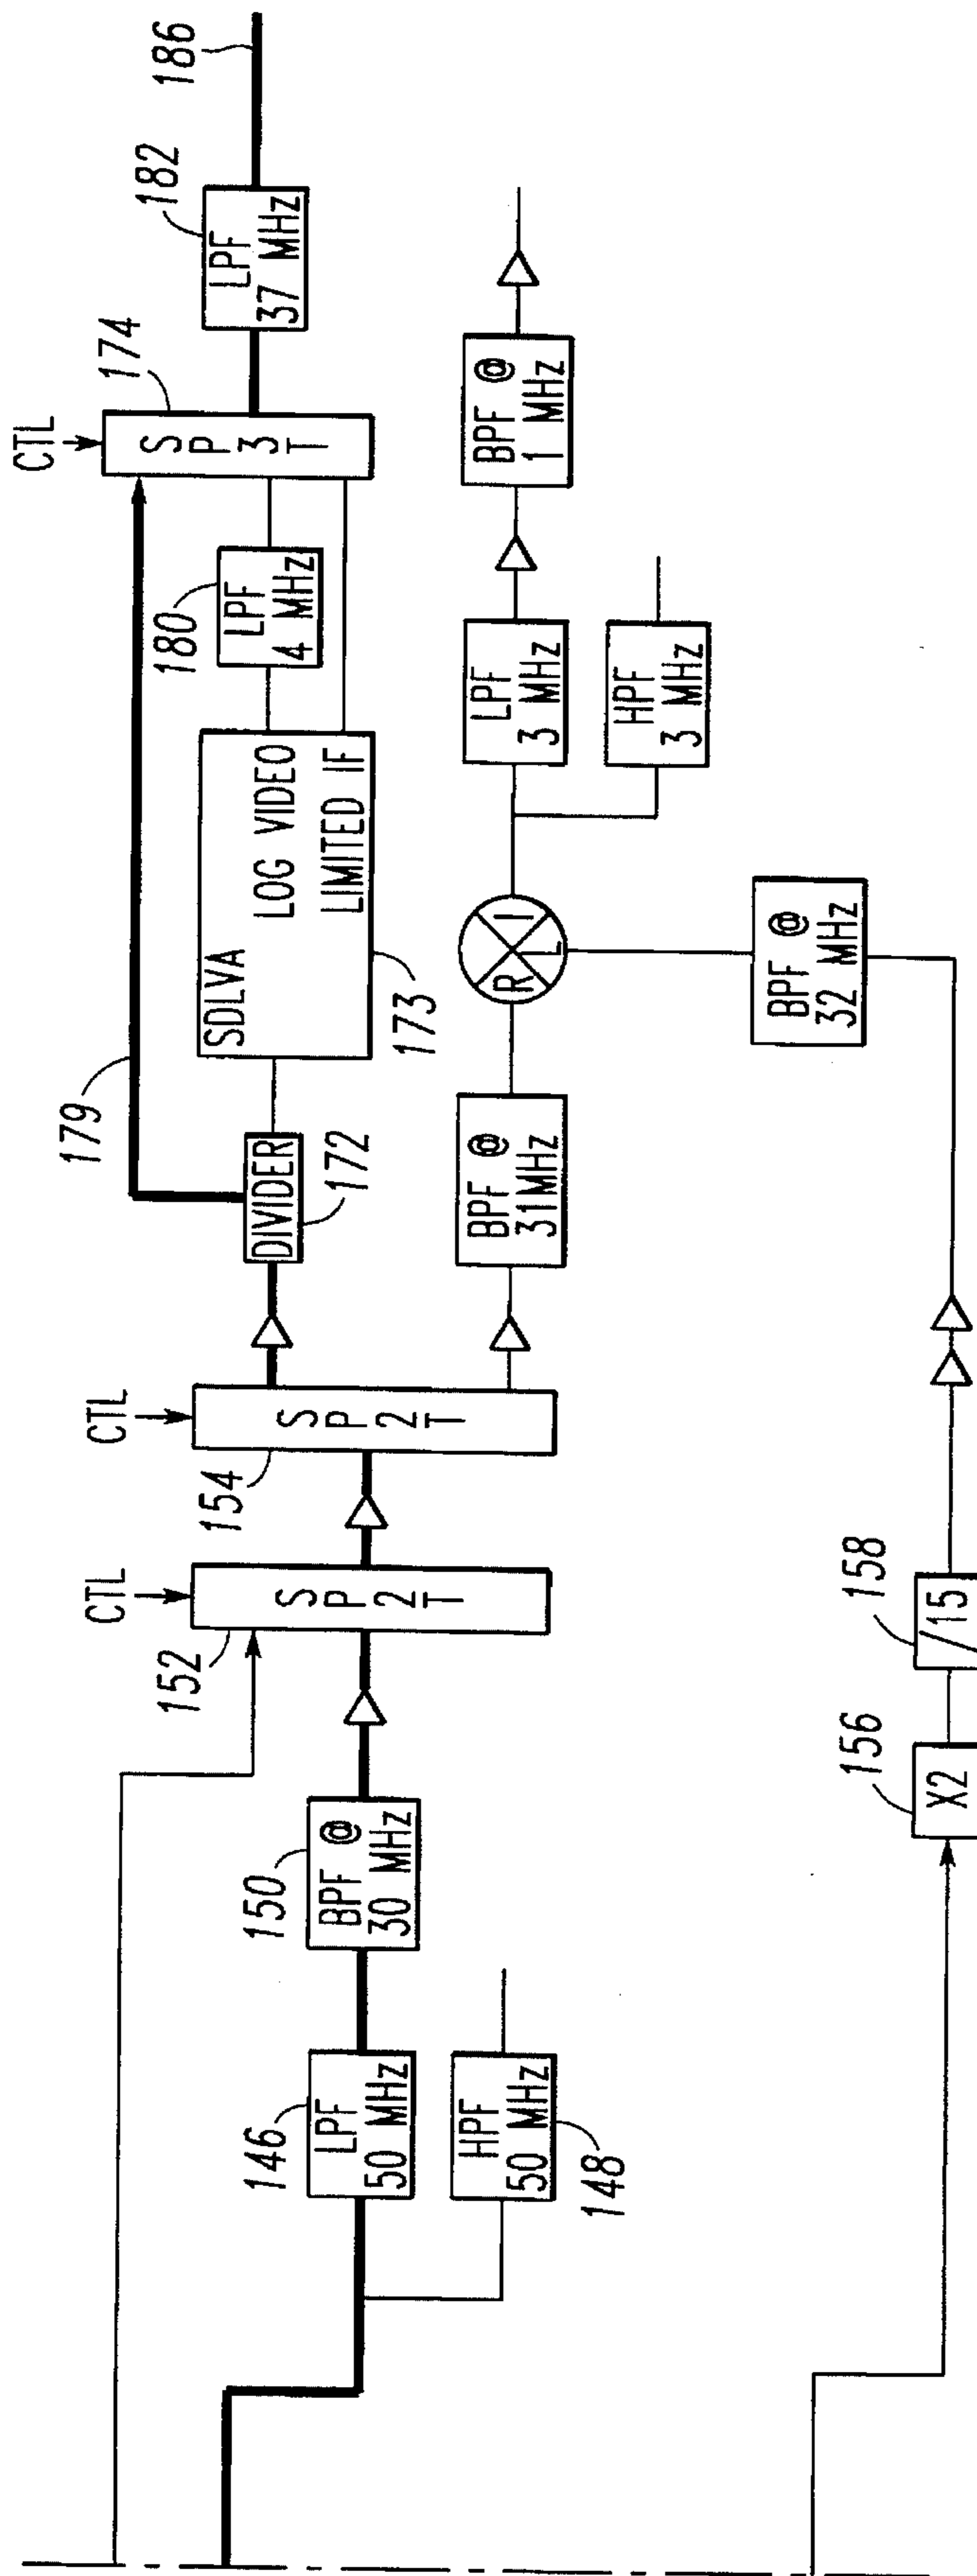 CTL
CTL
CTL
152
154
179
180
174
182
186
146
LPF
50 MHz
150
BPF @
30 MHz
S P 2 T
S P 2 T
DIVIDER
172
SDLVA
LOG VIDEO
LIMITED IF
173
LPF
4 MHz
S P 3 T
LPF
37 MHz
HPF
50 MHz
148
BPF @
31MHz
R
L
I
LPF
3 MHz
BPF @
1 MHz
HPF
3 MHz
BPF @
32 MHz
156
X2
158
/15